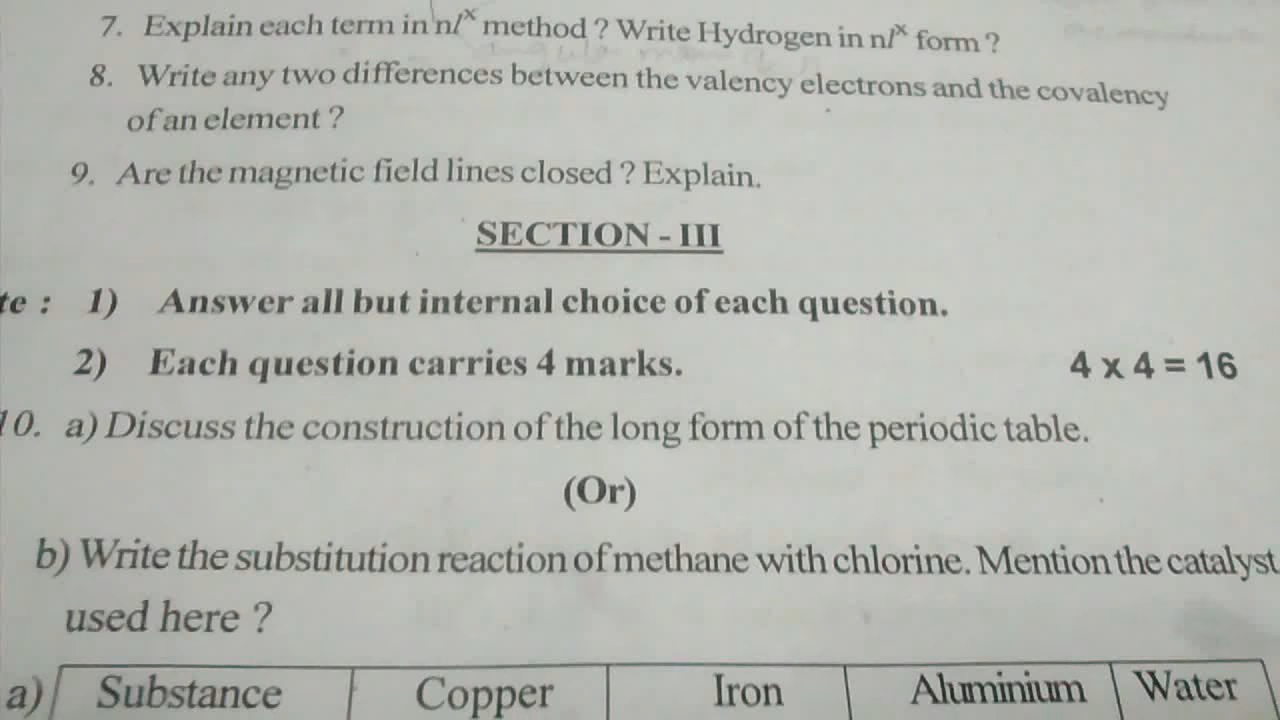 7. Explain each term in nlˣ method ? Write Hydrogen in nlˣ form ?
8. Write any two differences between the valency electrons and the covalency
of an element ?
9. Are the magnetic field lines closed ? Explain.
SECTION - III
te : 1) Answer all but internal choice of each question.
2) Each question carries 4 marks. 4 x 4 = 16
10. a) Discuss the construction of the long form of the periodic table.
(Or)
b) Write the substitution reaction of methane with chlorine. Mention the catalyst
used here ?
a) Substance Copper Iron Aluminium Water